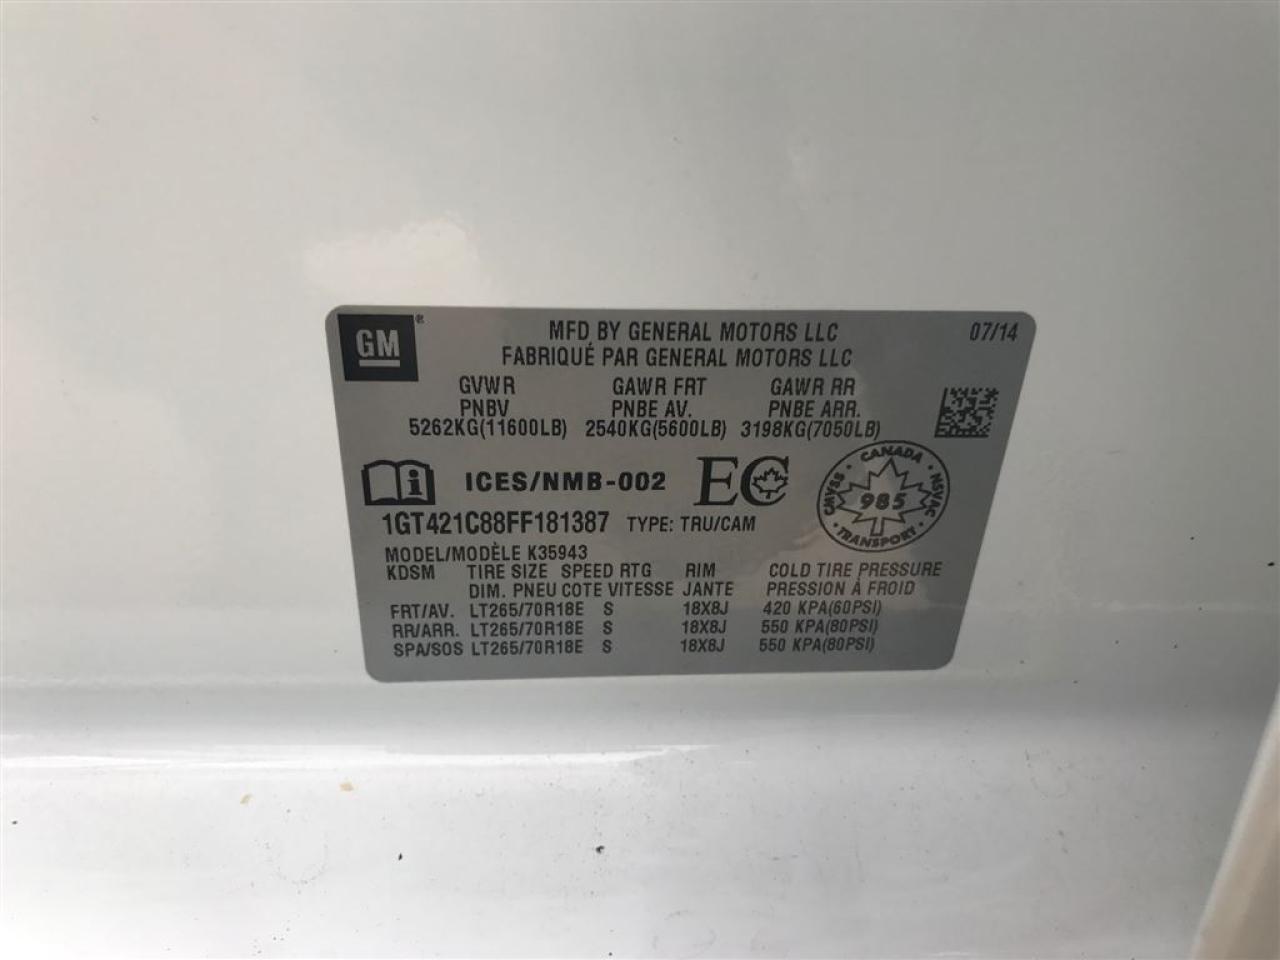 GM®
MFD BY GENERAL MOTORS LLC 07/14
FABRIQUÉ PAR GENERAL MOTORS LLC
GVWR GAWR FRT GAWR RR
PNBV PNBE AV. PNBE ARR.
5262KG(11600LB) 2540KG(5600LB) 3198KG(7050LB)
i ICES/NMB-002 EC
CANADA
CMVSS 985 NSVAC
TRANSPORT
1GT421C88FF181387 TYPE: TRU/CAM
MODEL/MODÈLE K35943
KDSM TIRE SIZE SPEED RTG RIM COLD TIRE PRESSURE
DIM. PNEU COTE VITESSE JANTE PRESSION À FROID
FRT/AV. LT265/70R18E S 18X8J 420 KPA(60PSI)
RR/ARR. LT265/70R18E S 18X8J 550 KPA(80PSI)
SPA/SOS LT265/70R18E S 18X8J 550 KPA(80PSI)